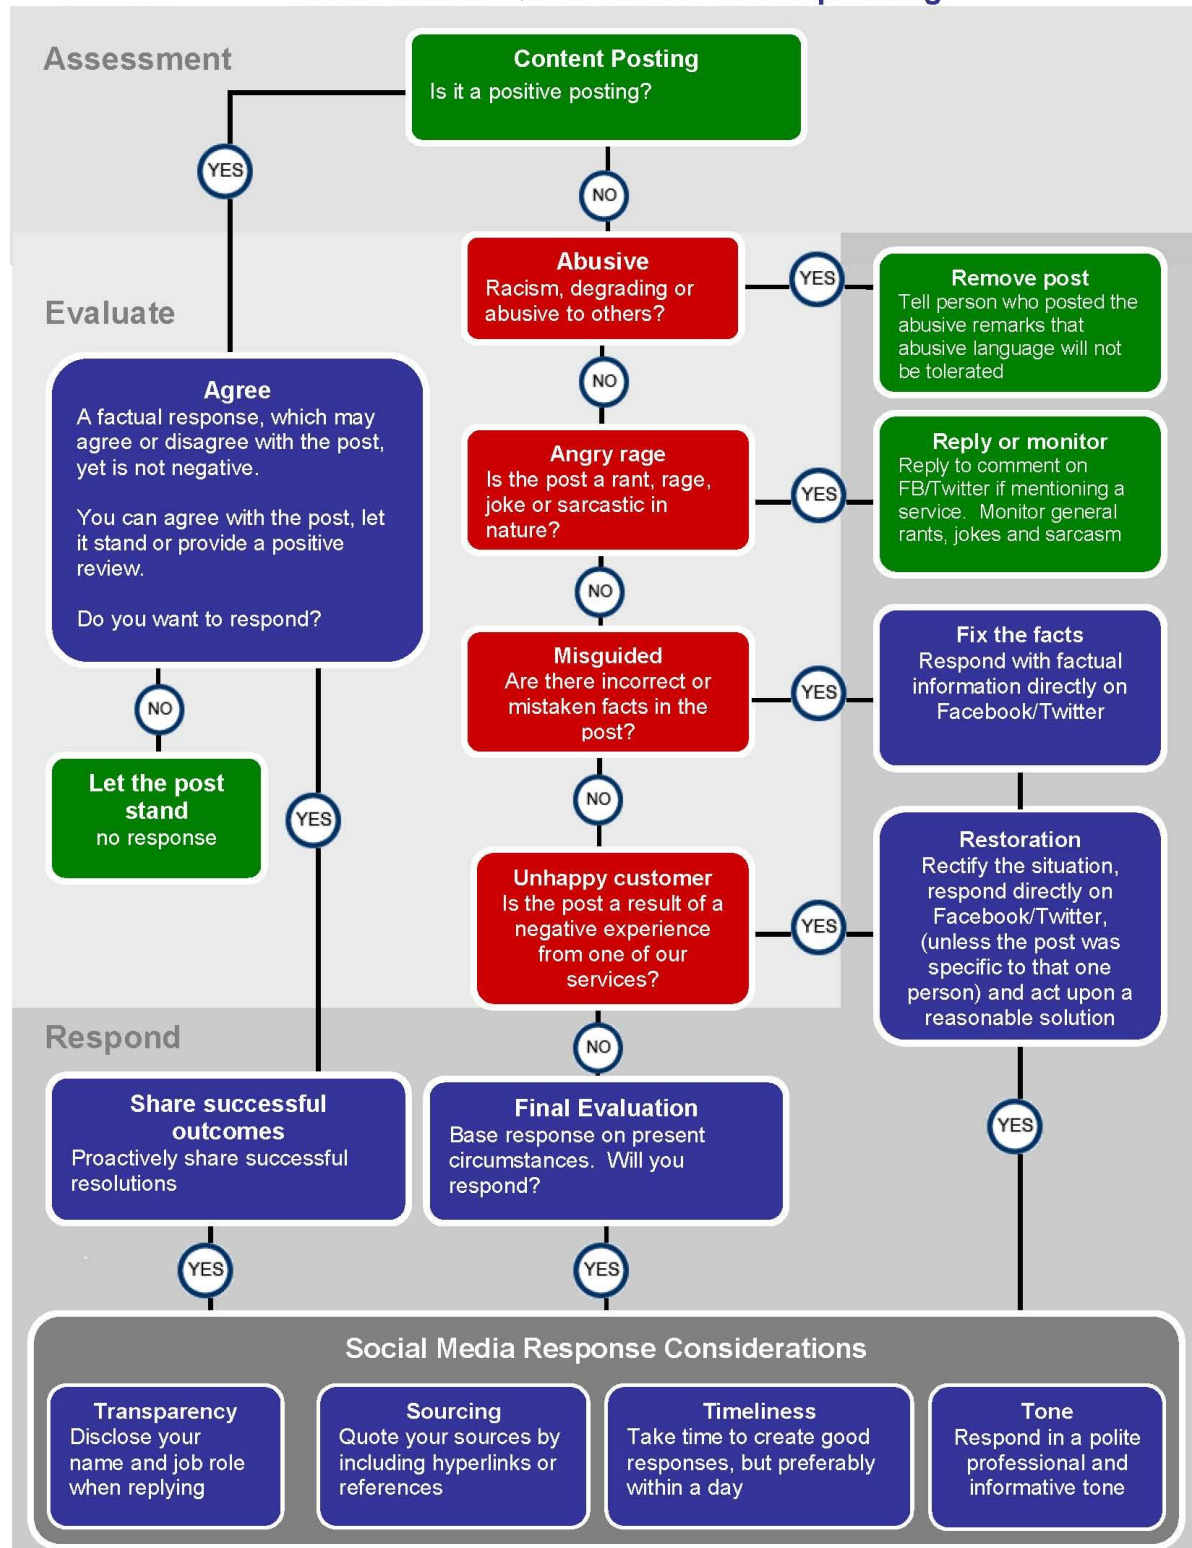 Assessment
Content Posting
Is it a positive posting?
YES
NO
Evaluate
Abusive
Racism, degrading or
abusive to others?
YES
Remove post
Tell person who posted the
abusive remarks that
abusive language will not
be tolerated
NO
Agree
A factual response, which may
agree or disagree with the post,
yet is not negative.
You can agree with the post, let
it stand or provide a positive
review.
Do you want to respond?
Angry rage
Is the post a rant, rage,
joke or sarcastic in
nature?
YES
Reply or monitor
Reply to comment on
FB/Twitter if mentioning a
service. Monitor general
rants, jokes and sarcasm
NO
Misguided
Are there incorrect or
mistaken facts in the
post?
YES
Fix the facts
Respond with factual
information directly on
Facebook/Twitter
NO
Let the post
stand
no response
YES
NO
Unhappy customer
Is the post a result of a
negative experience
from one of our
services?
YES
Restoration
Rectify the situation,
respond directly on
Facebook/Twitter,
(unless the post was
specific to that one
person) and act upon a
reasonable solution
Respond
NO
Share successful
outcomes
Proactively share successful
resolutions
Final Evaluation
Base response on present
circumstances. Will you
respond?
YES
YES
YES
Social Media Response Considerations
Transparency
Disclose your
name and job role
when replying
Sourcing
Quote your sources by
including hyperlinks or
references
Timeliness
Take time to create good
responses, but preferably
within a day
Tone
Respond in a polite
professional and
informative tone